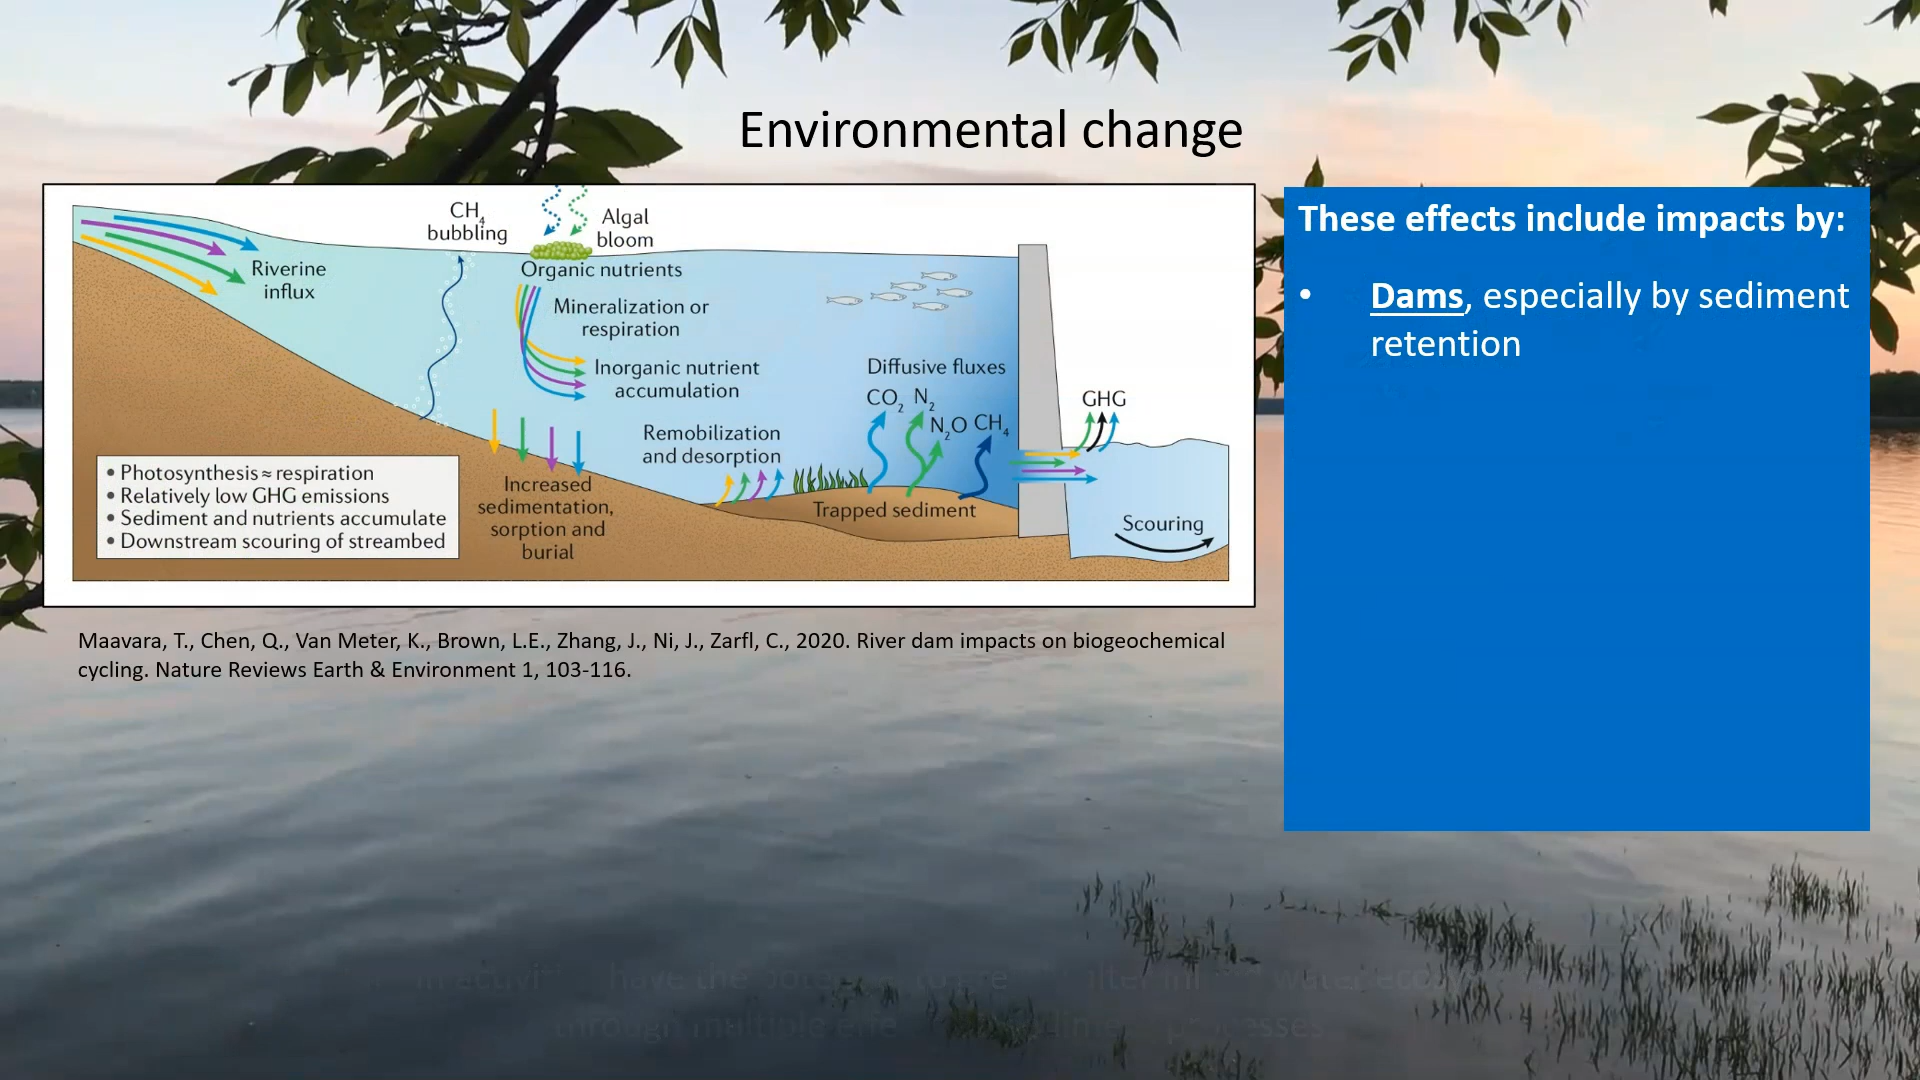 Environmental change
CH4 bubbling
Algal bloom
Riverine influx
Organic nutrients
Mineralization or respiration
Inorganic nutrient accumulation
Diffusive fluxes
CO2 N2
N2O CH4
GHG
Remobilization and desorption
• Photosynthesis ≈ respiration
• Relatively low GHG emissions
• Sediment and nutrients accumulate
• Downstream scouring of streambed
Increased sedimentation, sorption and burial
Trapped sediment
Scouring
Maavara, T., Chen, Q., Van Meter, K., Brown, L.E., Zhang, J., Ni, J., Zarfl, C., 2020. River dam impacts on biogeochemical
cycling. Nature Reviews Earth & Environment 1, 103-116.
These effects include impacts by:
• Dams, especially by sediment
retention
have the
through multiple